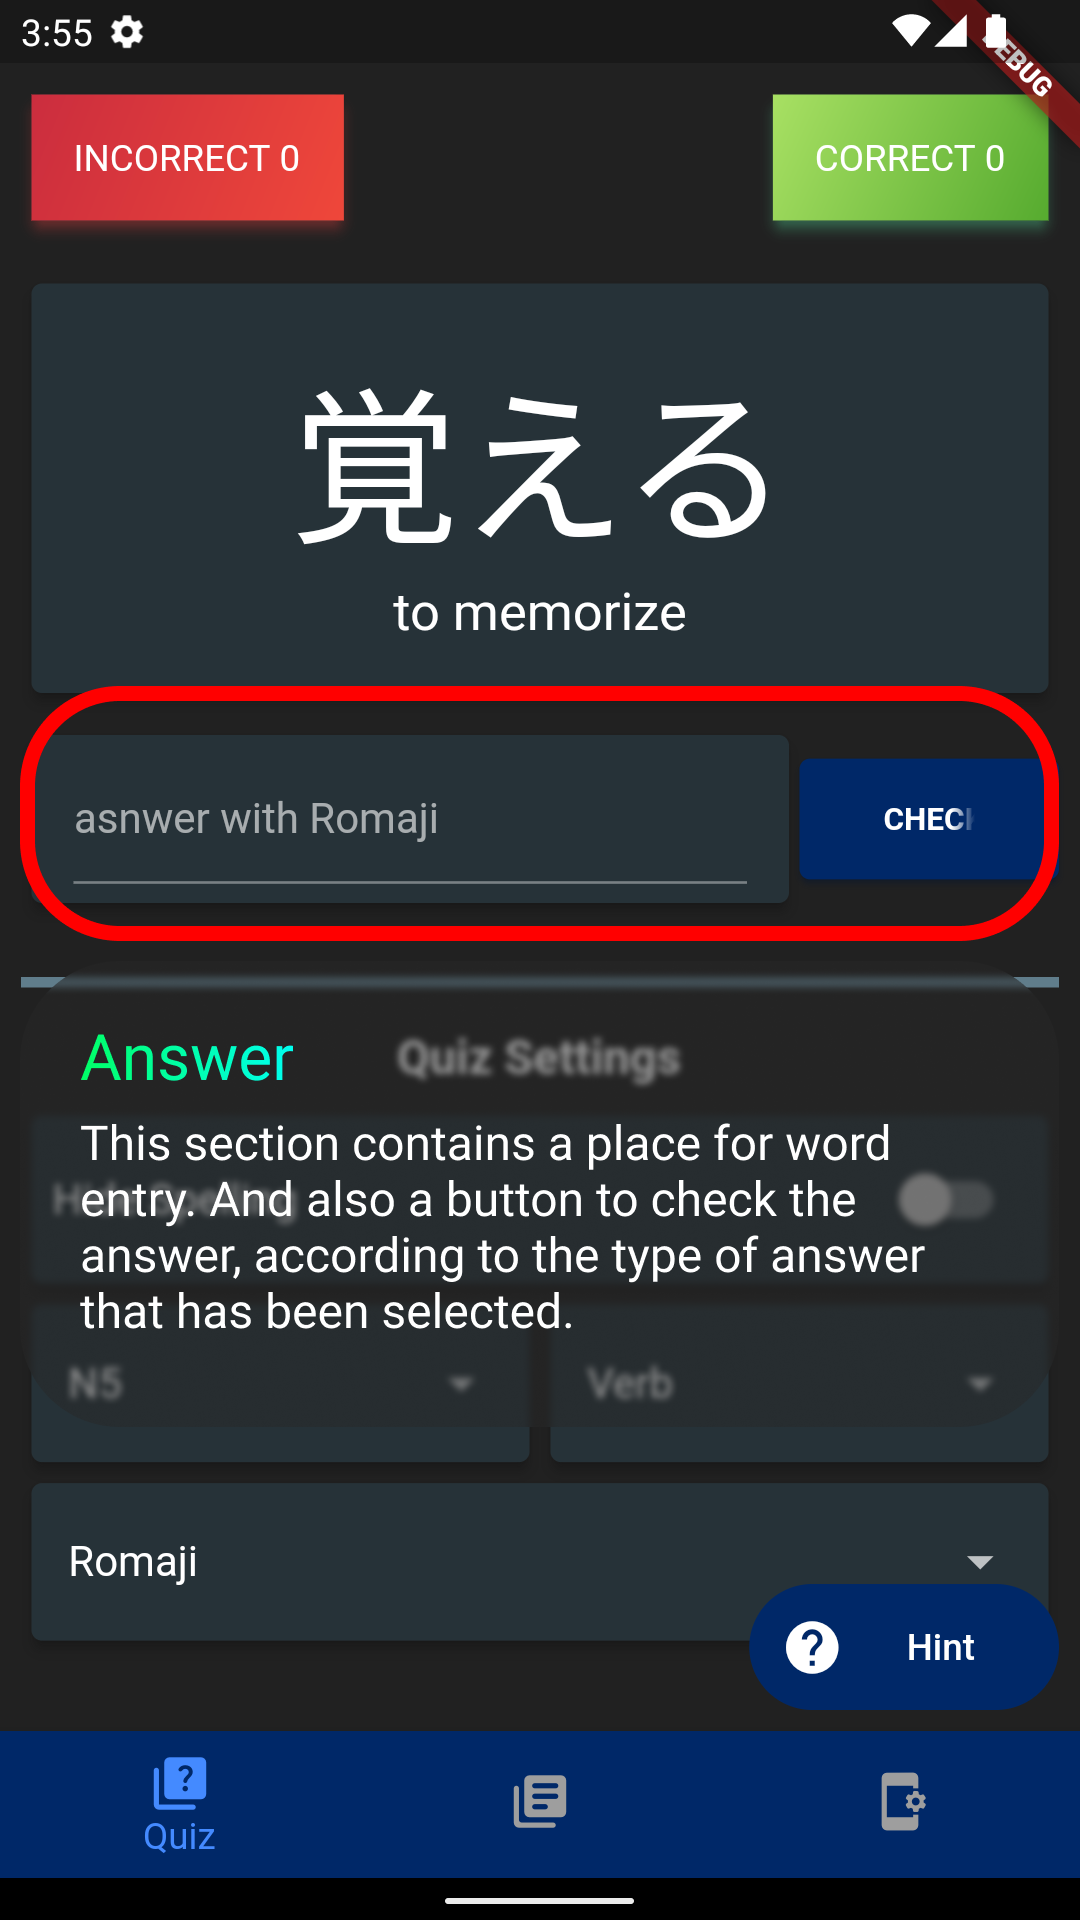 3:55
DEBUG
INCORRECT 0
CORRECT 0
覚える
to memorize
asnwer with Romaji
CHECK
Answer
Quiz Settings
This section contains a place for word
entry. And also a button to check the
answer, according to the type of answer
that has been selected.
N5
Verb
Romaji
Hint
Quiz